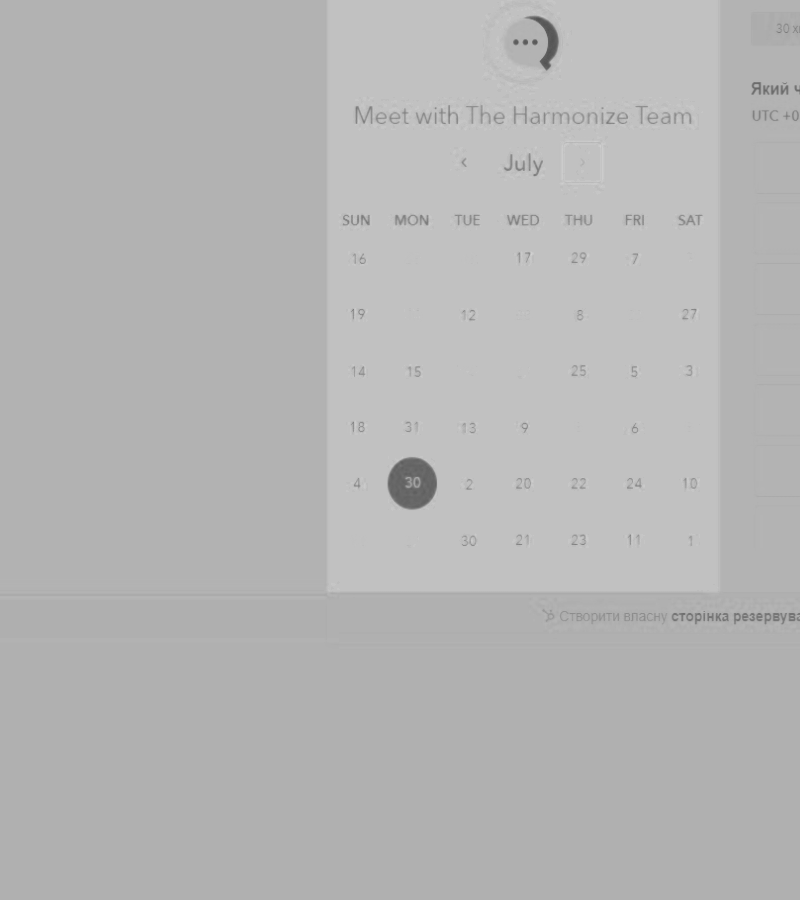 30 х
Meet with The Harmonize Team
Який ч
UTC +0
‹ July ›
SUN MON TUE WED THU FRI SAT
16 17 29 7
19 12 8 27
14 15 25 5 3
18 31 13 9 6
4 30 2 20 22 24 10
30 21 23 11 1
Створити власну сторінка резервува